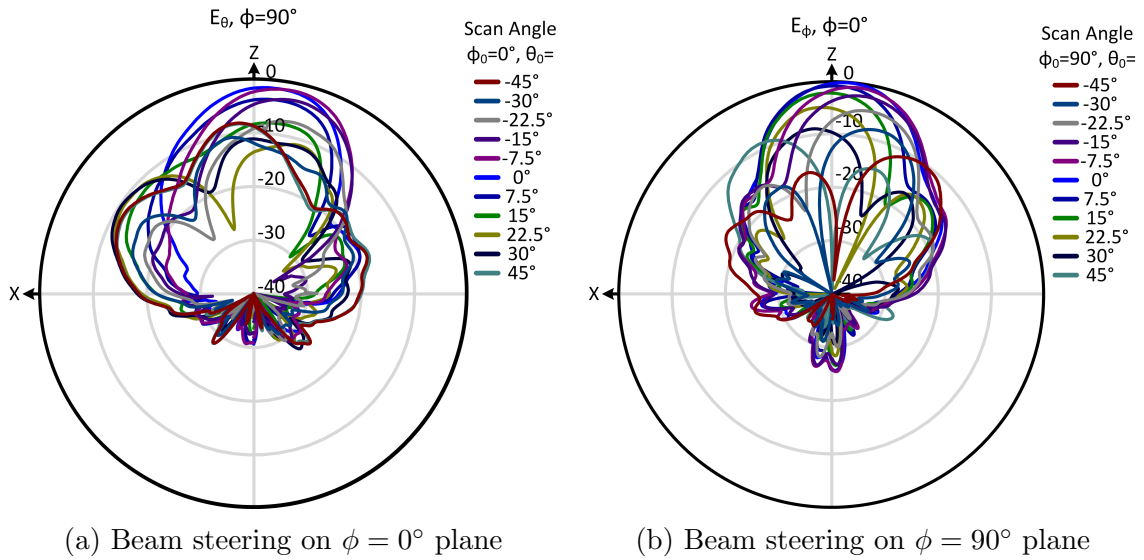 E_θ, ϕ=90°
Scan Angle
ϕ₀=0°, θ₀=
Z
0
-10
-20
-30
-40
X
-45°
-30°
-22.5°
-15°
-7.5°
0°
7.5°
15°
22.5°
30°
45°
(a) Beam steering on ϕ = 0° plane
E_ϕ, ϕ=0°
Scan Angle
ϕ₀=90°, θ₀=
Z
0
-10
-20
-30
-40
X
-45°
-30°
-22.5°
-15°
-7.5°
0°
7.5°
15°
22.5°
30°
45°
(b) Beam steering on ϕ = 90° plane